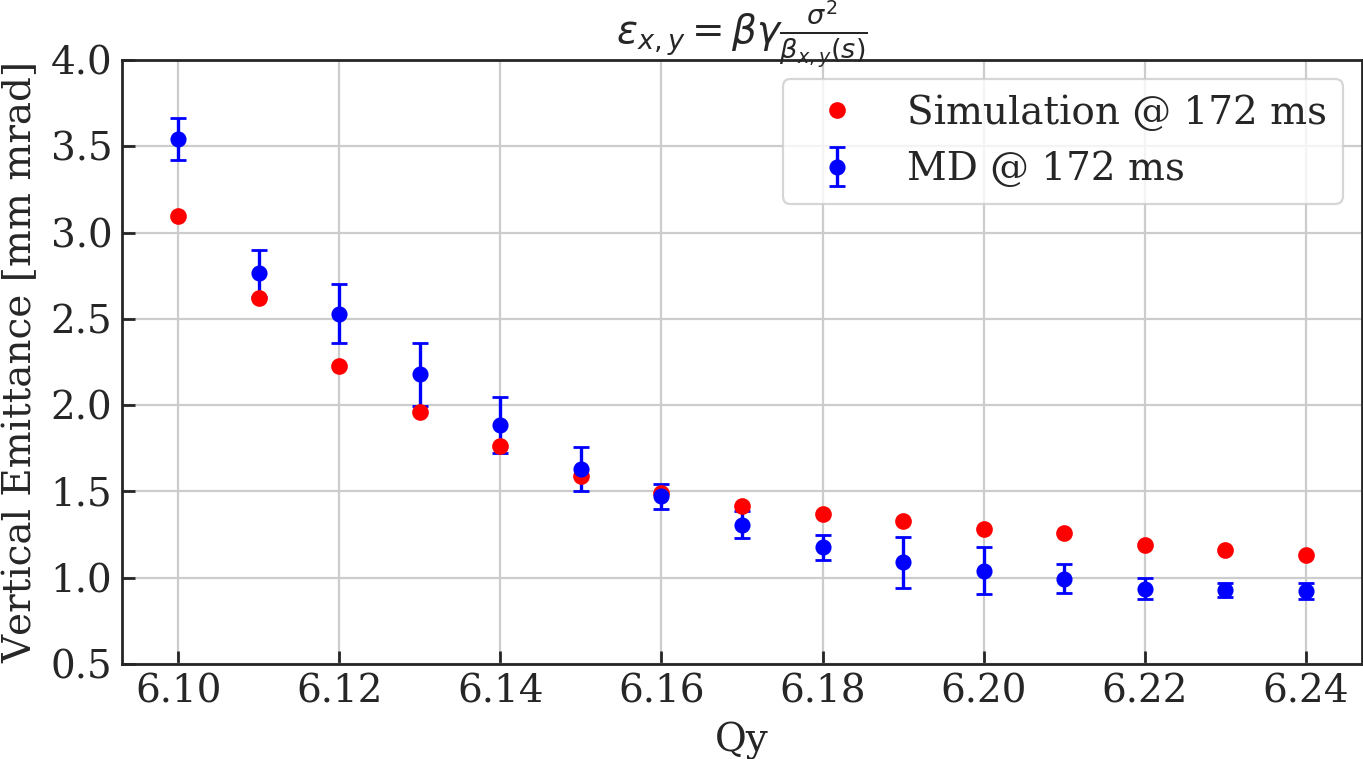 ε_{x,y} = βγ \frac{σ^2}{β_{x,y}(s)}
Vertical Emittance [mm mrad]
4.0
3.5
3.0
2.5
2.0
1.5
1.0
0.5
Simulation @ 172 ms
MD @ 172 ms
6.10 6.12 6.14 6.16 6.18 6.20 6.22 6.24
Qy